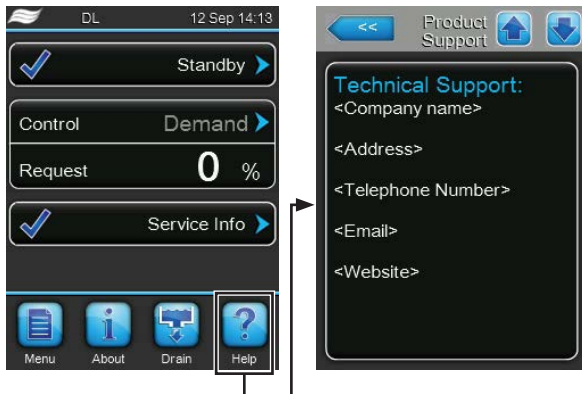 DL 12 Sep 14:13
Standby
Control Demand
Request 0 %
Service Info
Menu About Drain Help
<< Product Support
Technical Support:
<Company name>
<Address>
<Telephone Number>
<Email>
<Website>